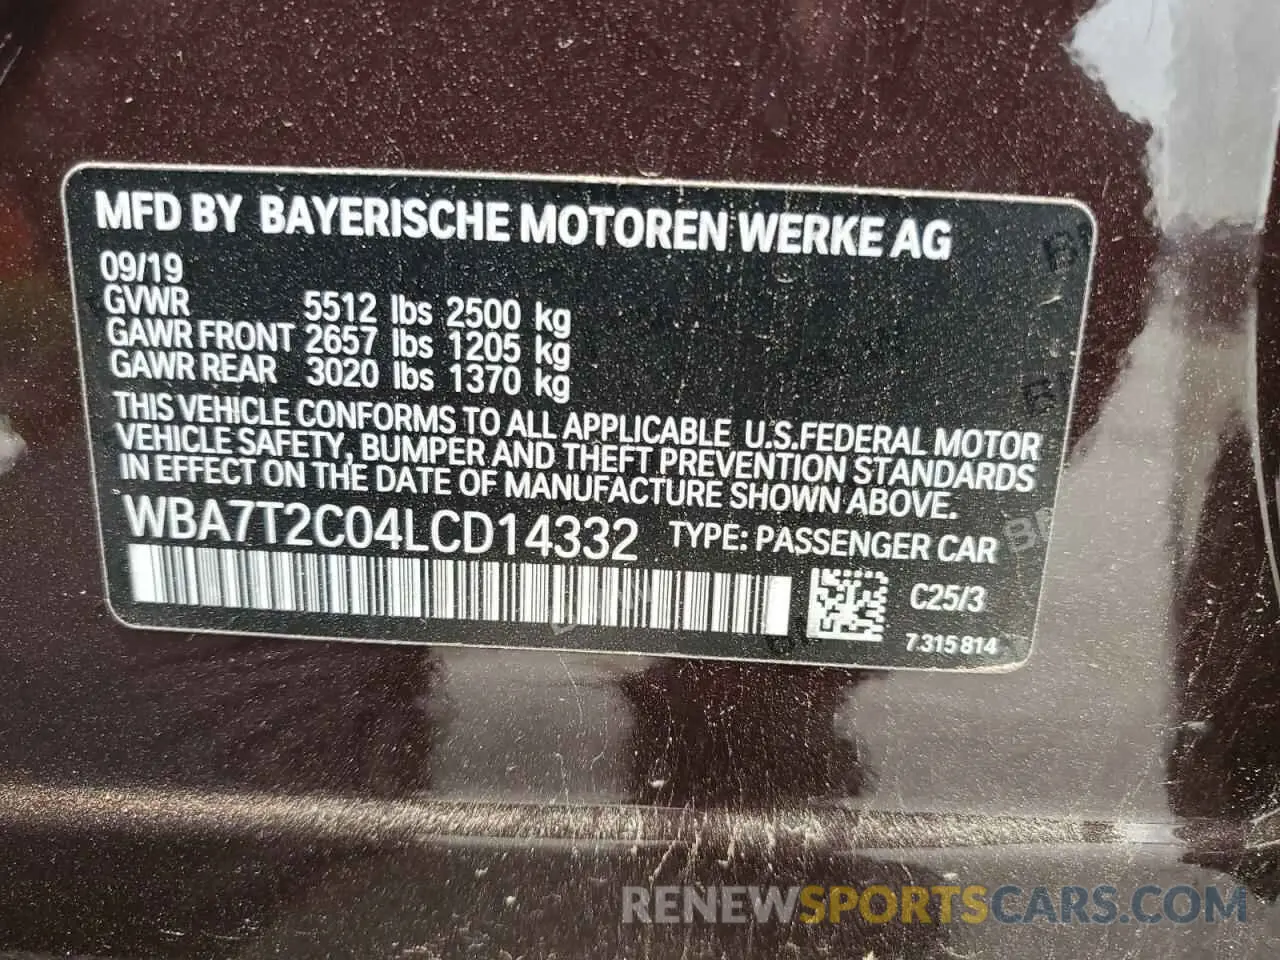 MFD BY BAYERISCHE MOTOREN WERKE AG
09/19
GVWR 5512 lbs 2500 kg
GAWR FRONT 2657 lbs 1205 kg
GAWR REAR 3020 lbs 1370 kg
THIS VEHICLE CONFORMS TO ALL APPLICABLE U.S.FEDERAL MOTOR
VEHICLE SAFETY, BUMPER AND THEFT PREVENTION STANDARDS
IN EFFECT ON THE DATE OF MANUFACTURE SHOWN ABOVE.
WBA7T2C04LCD14332 TYPE: PASSENGER CAR
C25/3
7 315 814
RENEWSPORTSCARS.COM